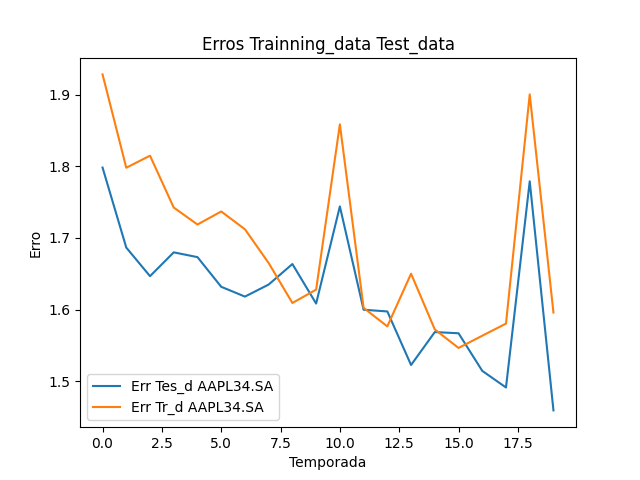 Erros Trainning_data Test_data
1.9
1.8
1.7
1.6
1.5
Erro
Err Tes_d AAPL34.SA
Err Tr_d AAPL34.SA
0.0 2.5 5.0 7.5 10.0 12.5 15.0 17.5
Temporada